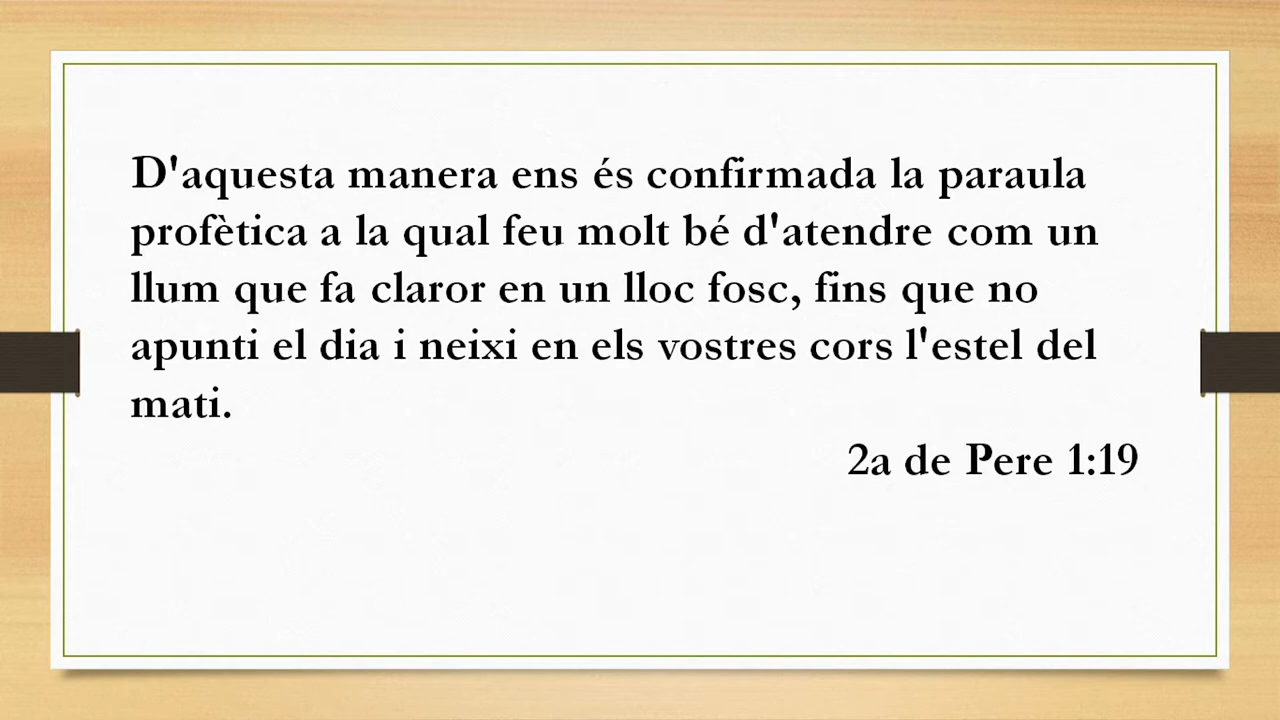 D'aquesta manera ens és confirmada la paraula
profètica a la qual feu molt bé d'atendre com un
llum que fa claror en un lloc fosc, fins que no
apunti el dia i neixi en els vostres cors l'estel del
mati.
2a de Pere 1:19